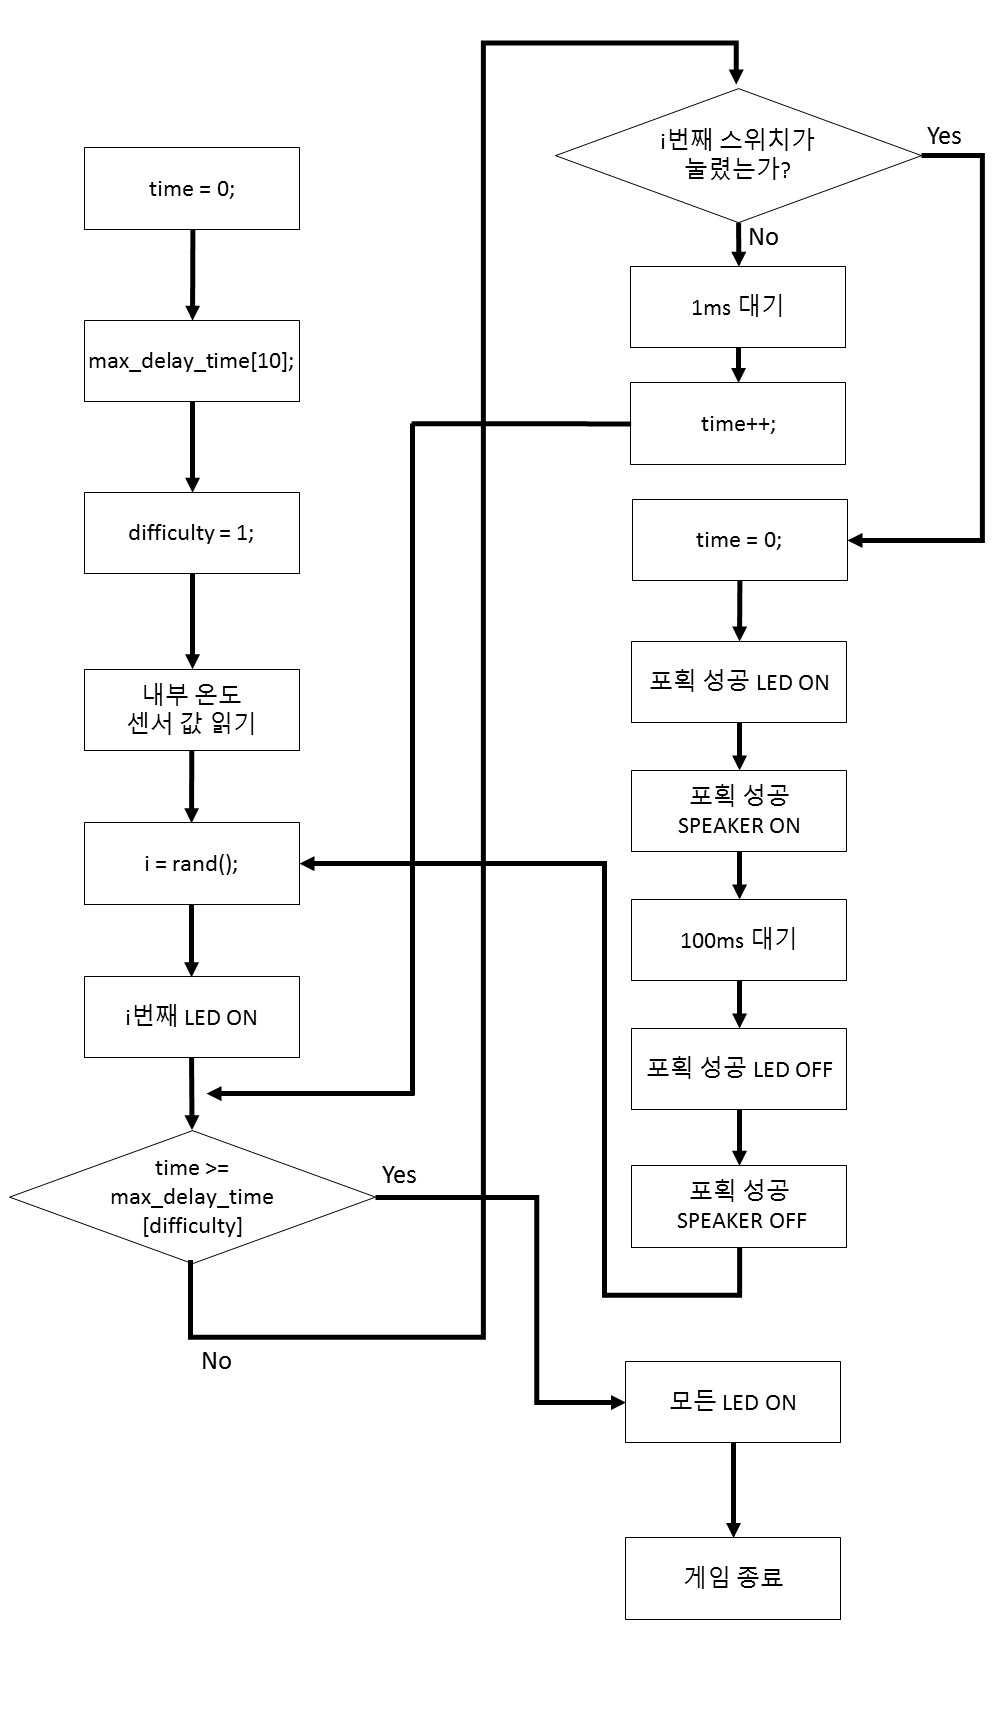 time = 0;
max_delay_time[10];
difficulty = 1;
내부 온도
센서 값 읽기
i = rand();
i번째 LED ON
time >=
max_delay_time
[difficulty]
Yes
No
i번째 스위치가
눌렸는가?
Yes
No
1ms 대기
time++;
time = 0;
포획 성공 LED ON
포획 성공
SPEAKER ON
100ms 대기
포획 성공 LED OFF
포획 성공
SPEAKER OFF
모든 LED ON
게임 종료